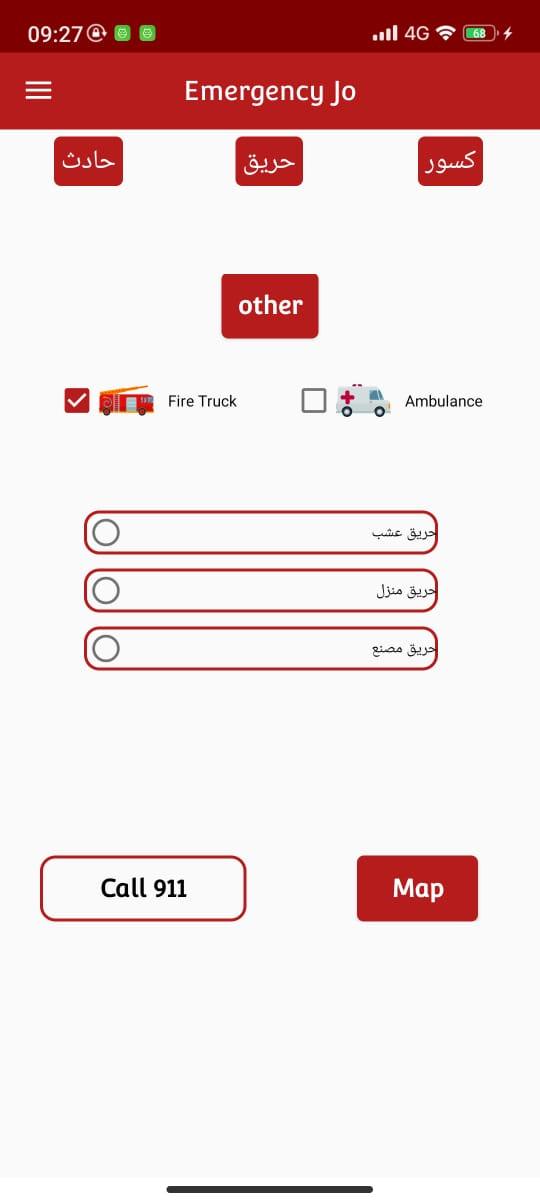 09:27
4G
68
Emergency Jo
حادث
حريق
كسور
other
Fire Truck
Ambulance
حريق عشب
حريق منزل
حريق مصنع
Call 911
Map